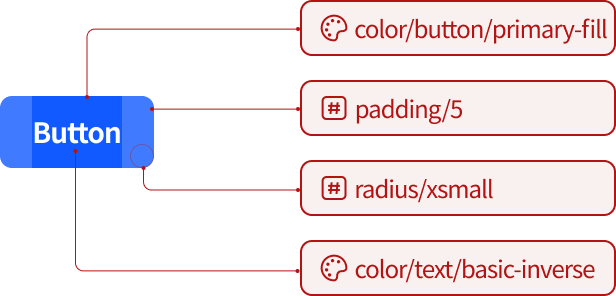 color/button/primary-fill
padding/5
Button
radius/xsmall
color/text/basic-inverse